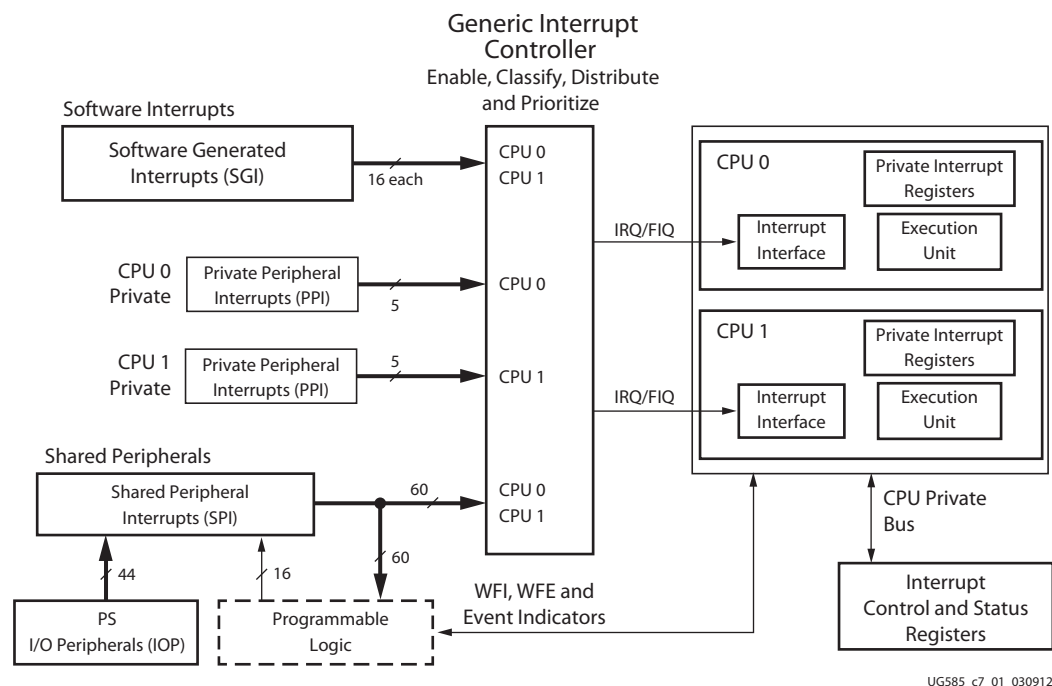 Generic Interrupt
Controller
Enable, Classify, Distribute
and Prioritize
Software Interrupts
Software Generated
Interrupts (SGI)
16 each
CPU 0
CPU 1
CPU 0
Private
Private Peripheral
Interrupts (PPI)
5
CPU 0
CPU 1
Private
Private Peripheral
Interrupts (PPI)
5
CPU 1
Shared Peripherals
Shared Peripheral
Interrupts (SPI)
60
CPU 0
CPU 1
60
44
16
PS
I/O Peripherals (IOP)
Programmable
Logic
WFI, WFE and
Event Indicators
IRQ/FIQ
CPU 0
Private Interrupt
Registers
Interrupt
Interface
Execution
Unit
IRQ/FIQ
CPU 1
Private Interrupt
Registers
Interrupt
Interface
Execution
Unit
CPU Private
Bus
Interrupt
Control and Status
Registers
UG585_c7_01_030912